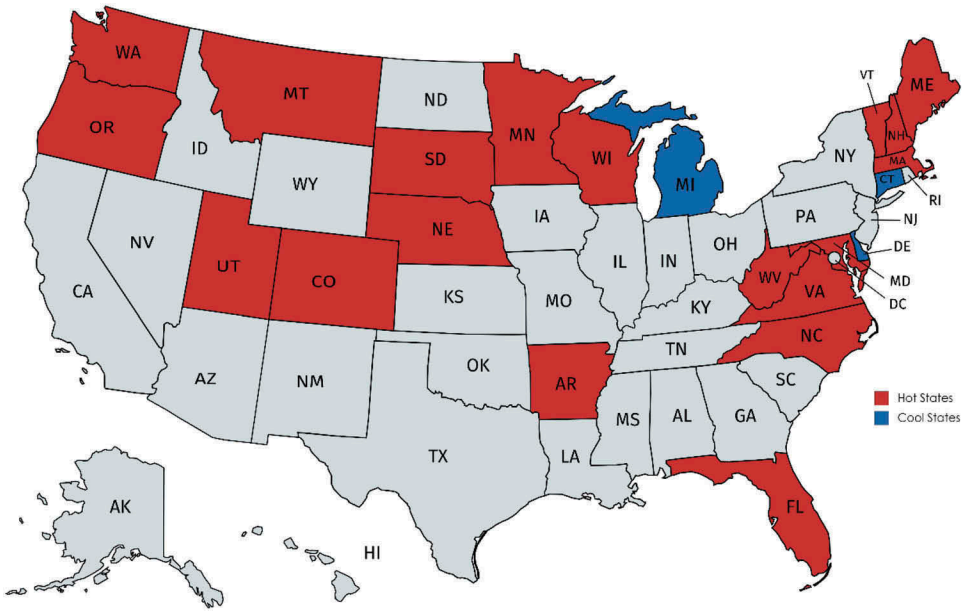 WA
MT
ND
MN
VT
ME
OR
ID
SD
WI
NH
NY
MA
WY
MI
CT
RI
IA
PA
NJ
NE
NV
OH
DE
IL
IN
UT
CO
WV
MD
CA
KS
MO
VA
DC
KY
NC
TN
OK
AZ
NM
AR
SC
Hot States
MS
AL
GA
Cool States
TX
LA
AK
FL
HI